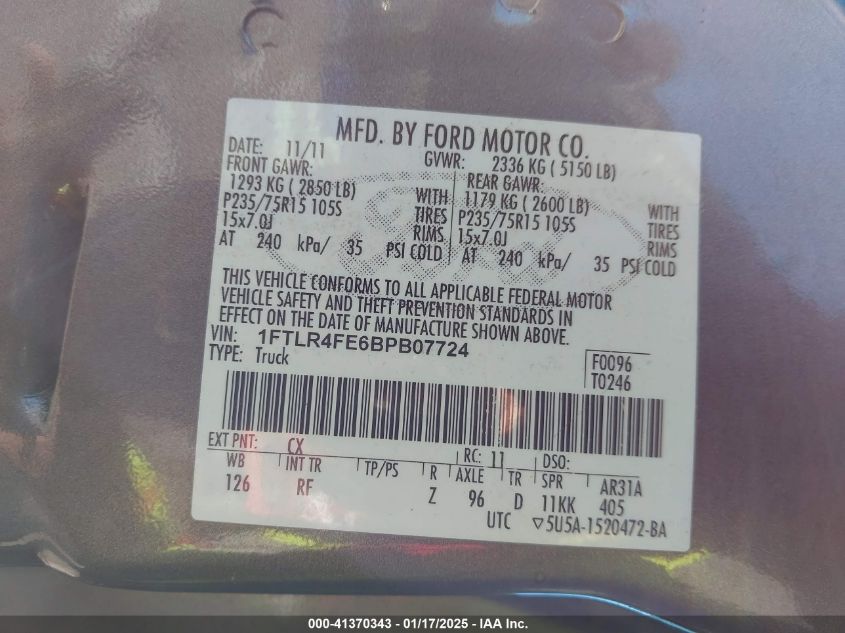 MFD. BY FORD MOTOR CO.
DATE: 11/11 GVWR: 2336 KG ( 5150 LB)
FRONT GAWR: REAR GAWR:
1293 KG ( 2850 LB) WITH 1179 KG ( 2600 LB) WITH
P235/75R15 105S TIRES P235/75R15 105S TIRES
15x7.0J RIMS 15x7.0J RIMS
AT 240 kPa/ 35 PSI COLD AT 240 kPa/ 35 PSI COLD
THIS VEHICLE CONFORMS TO ALL APPLICABLE FEDERAL MOTOR
VEHICLE SAFETY AND THEFT PREVENTION STANDARDS IN
EFFECT ON THE DATE OF MANUFACTURE SHOWN ABOVE.
VIN: 1FTLR4FE6BPB07724
TYPE: Truck F0096
T0246
EXT PNT: CX RC: 11 DSO:
WB INT TR TP/PS R AXLE TR SPR AR31A
126 RF Z 96 D 11KK 405
UTC ▽5U5A-1520472-BA
000-41370343 — 01/17/2025 — IAA Inc.